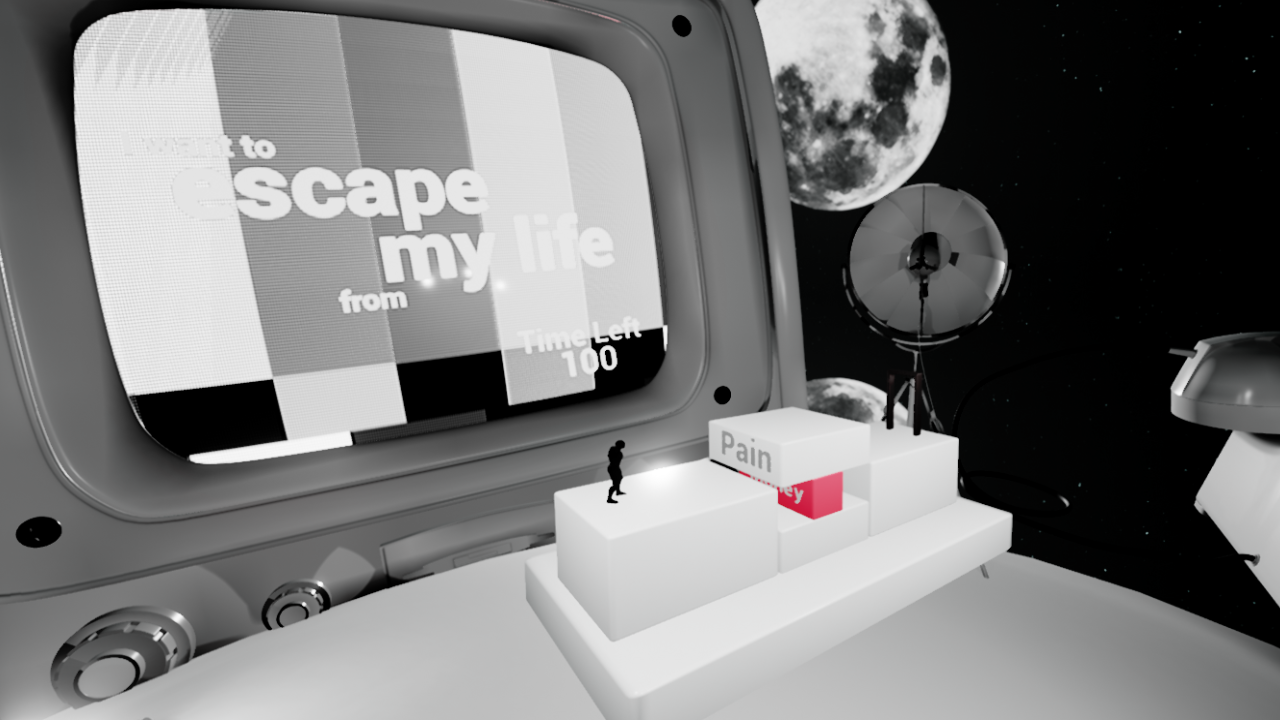 I want to
escape
my life
from
Time Left
100
Pain